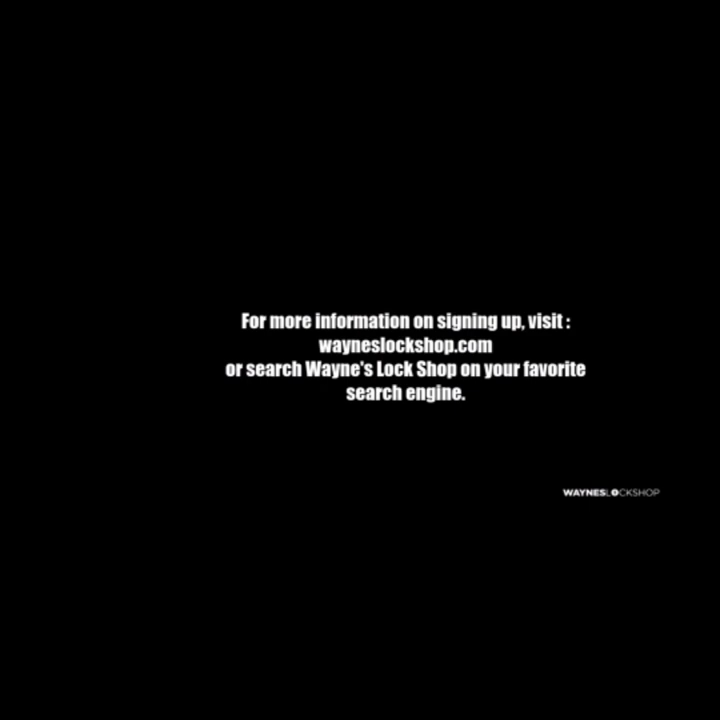 For more information on signing up, visit :
wayneslockshop.com
or search Wayne's Lock Shop on your favorite
search engine.
WAYNESLOCKSHOP